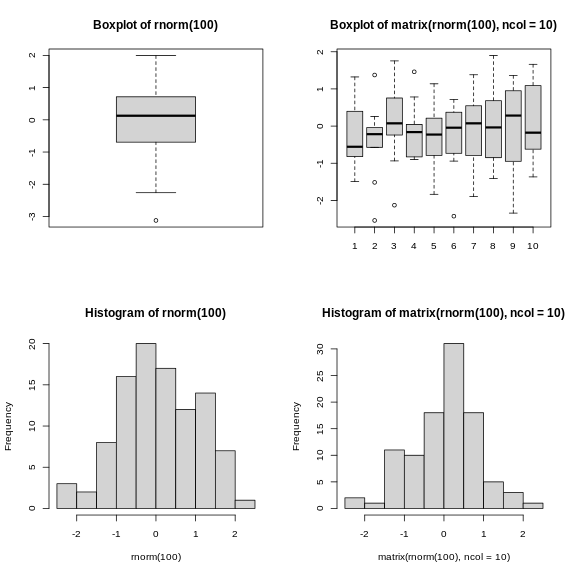 Boxplot of rnorm(100)
2
1
0
-1
-2
-3
Boxplot of matrix(rnorm(100), ncol = 10)
2
1
0
-1
-2
1 2 3 4 5 6 7 8 9 10
Histogram of rnorm(100)
Frequency
20
15
10
5
0
-2 -1 0 1 2
rnorm(100)
Histogram of matrix(rnorm(100), ncol = 10)
Frequency
30
25
20
15
10
5
0
-2 -1 0 1 2
matrix(rnorm(100), ncol = 10)